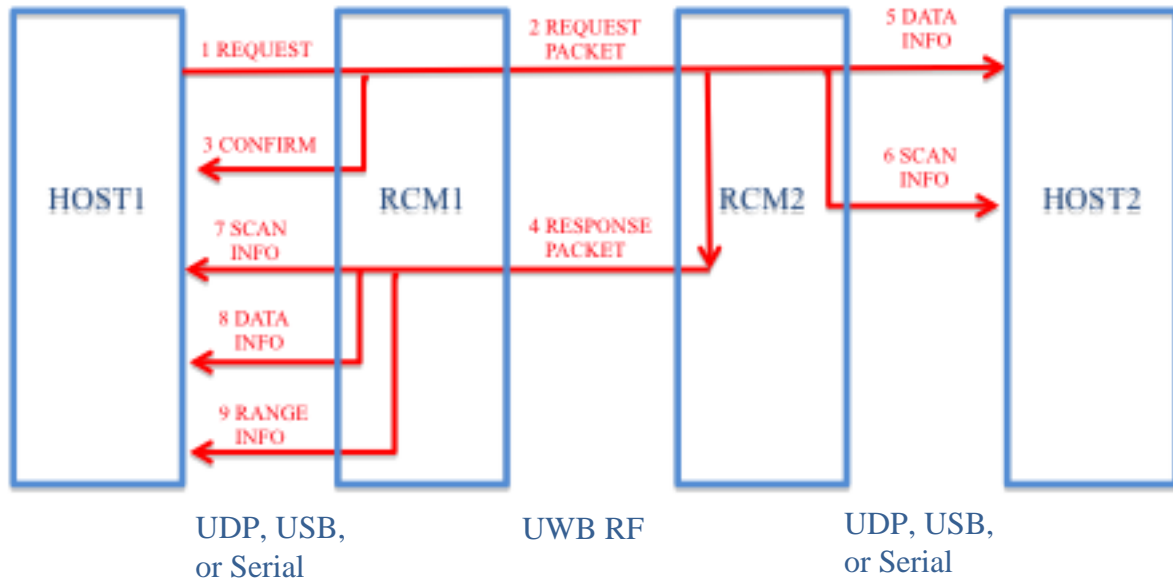 1 REQUEST
2 REQUEST
PACKET
5 DATA
INFO
3 CONFIRM
6 SCAN
INFO
HOST1
RCM1
RCM2
HOST2
7 SCAN
INFO
4 RESPONSE
PACKET
8 DATA
INFO
9 RANGE
INFO
UDP, USB,
or Serial
UWB RF
UDP, USB,
or Serial